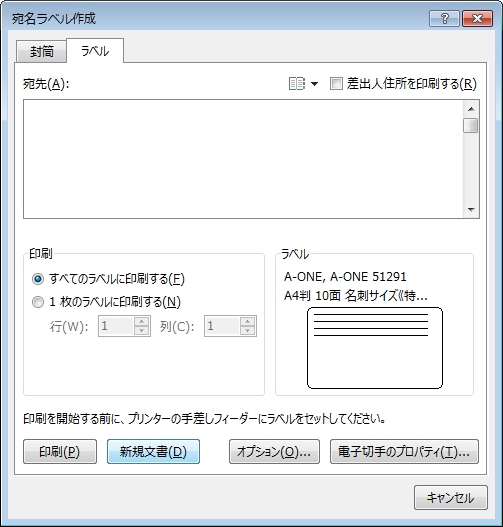 宛名ラベル作成
封筒 ラベル
宛先(A): 差出人住所を印刷する(R)
印刷 ラベル
すべてのラベルに印刷する(F) A-ONE, A-ONE 51291
1 枚のラベルに印刷する(N) A4判 10面 名刺サイズ《特...
行(W): 1 列(C): 1
印刷を開始する前に、プリンターの手差しフィーダーにラベルをセットしてください。
印刷(P) 新規文書(D) オプション(O)... 電子切手のプロパティ(T)...
キャンセル